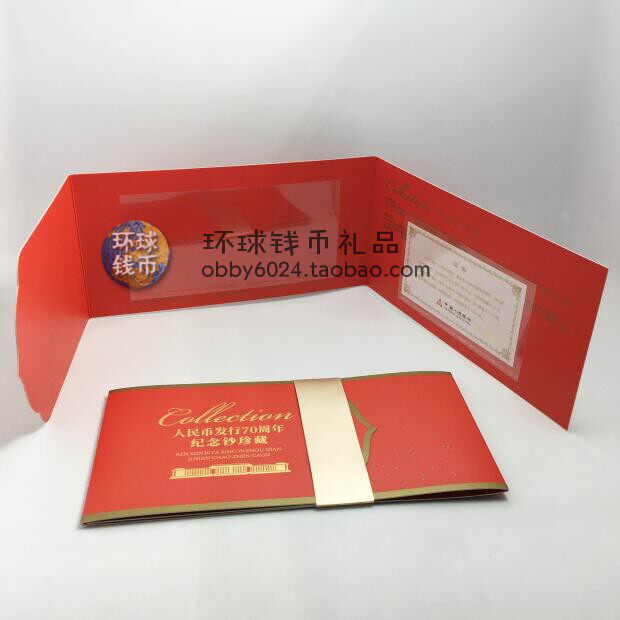 环球
钱币
环球钱币礼品
obby6024.taobao.com
Collection
Collection
人民币发行70周年
纪念钞珍藏
REN MIN BI FA XING 70 ZHOU NIAN
JI NIAN CHAO ZHEN CANG